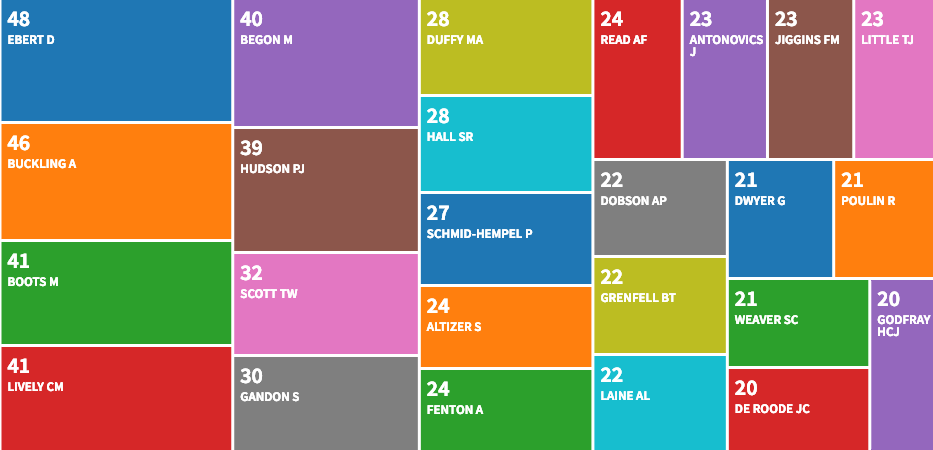 48
EBERT D
46
BUCKLING A
41
BOOTS M
41
LIVELY CM
40
BEGON M
39
HUDSON PJ
32
SCOTT TW
30
GANDON S
28
DUFFY MA
28
HALL SR
27
SCHMID-HEMPEL P
24
ALTIZER S
24
FENTON A
24
READ AF
23
ANTONOVICS
J
23
JIGGINS FM
23
LITTLE TJ
22
DOBSON AP
22
GRENFELL BT
22
LAINE AL
21
DWYER G
21
POULIN R
21
WEAVER SC
20
DE ROODE JC
20
GODFRAY
HCJ